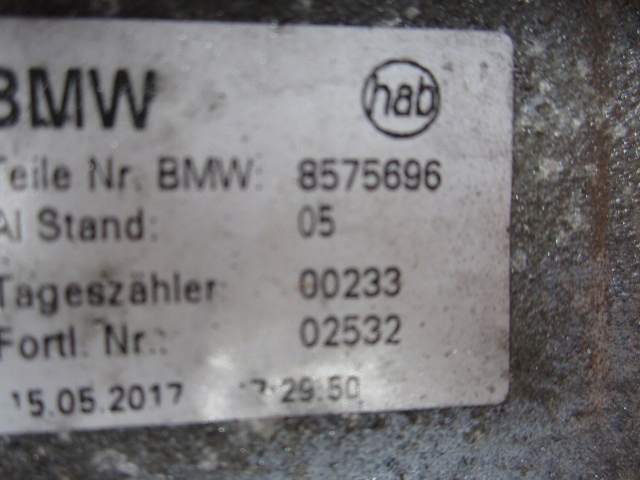 BMW hab
Teile Nr. BMW: 8575696
AI Stand: 05
Tageszähler: 00233
Fortl. Nr.: 02532
15.05.2017 17:29:50